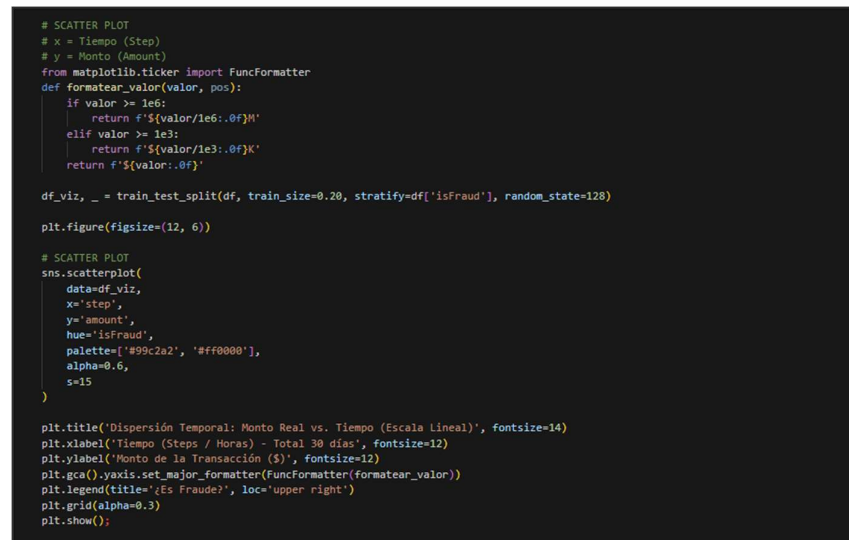 # SCATTER PLOT
# x = Tiempo (Step)
# y = Monto (Amount)
from matplotlib.ticker import FuncFormatter
def formatear_valor(valor, pos):
    if valor >= 1e6:
        return f'${valor/1e6:.0f}M'
    elif valor >= 1e3:
        return f'${valor/1e3:.0f}K'
    return f'${valor:.0f}'
df_viz, _ = train_test_split(df, train_size=0.20, stratify=df['isFraud'], random_state=128)
plt.figure(figsize=(12, 6))
# SCATTER PLOT
sns.scatterplot(
    data=df_viz,
    x='step',
    y='amount',
    hue='isFraud',
    palette=['#99c2a2', '#ff0000'],
    alpha=0.6,
    s=15
)
plt.title('Dispersión Temporal: Monto Real vs. Tiempo (Escala Lineal)', fontsize=14)
plt.xlabel('Tiempo (Steps / Horas) - Total 30 días', fontsize=12)
plt.ylabel('Monto de la Transacción ($)', fontsize=12)
plt.gca().yaxis.set_major_formatter(FuncFormatter(formatear_valor))
plt.legend(title='¿Es Fraude?', loc='upper right')
plt.grid(alpha=0.3)
plt.show();